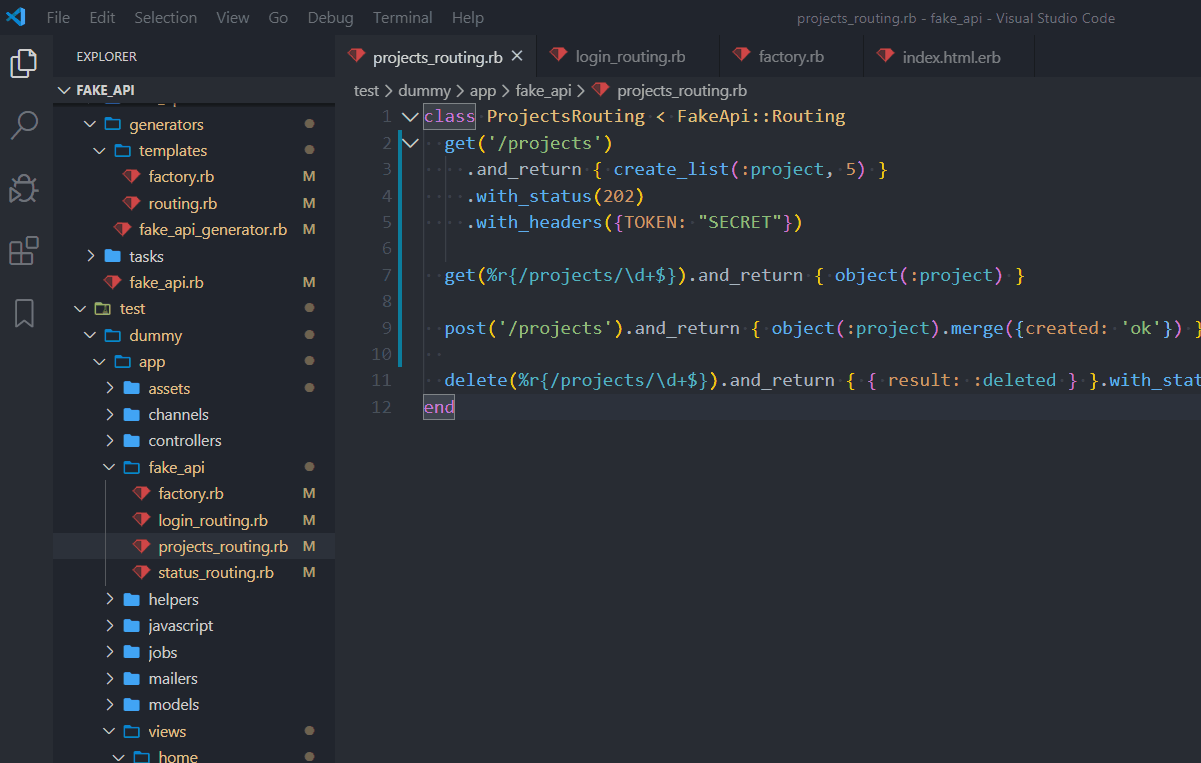 File Edit Selection View Go Debug Terminal Help projects_routing.rb - fake_api - Visual Studio Code
EXPLORER
FAKE_API
generators
templates
factory.rb M
routing.rb M
fake_api_generator.rb M
tasks
fake_api.rb M
test
dummy
app
assets
channels
controllers
fake_api
factory.rb M
login_routing.rb M
projects_routing.rb M
status_routing.rb M
helpers
javascript
jobs
mailers
models
views
home
projects_routing.rb login_routing.rb factory.rb index.html.erb
test > dummy > app > fake_api > projects_routing.rb
1 class ProjectsRouting < FakeApi::Routing
2 get('/projects')
3 .and_return { create_list(:project, 5) }
4 .with_status(202)
5 .with_headers({TOKEN: "SECRET"})
6
7 get(%r{/projects/\d+$}).and_return { object(:project) }
8
9 post('/projects').and_return { object(:project).merge({created: 'ok'}) }
10
11 delete(%r{/projects/\d+$}).and_return { { result: :deleted } }.with_stat
12 end